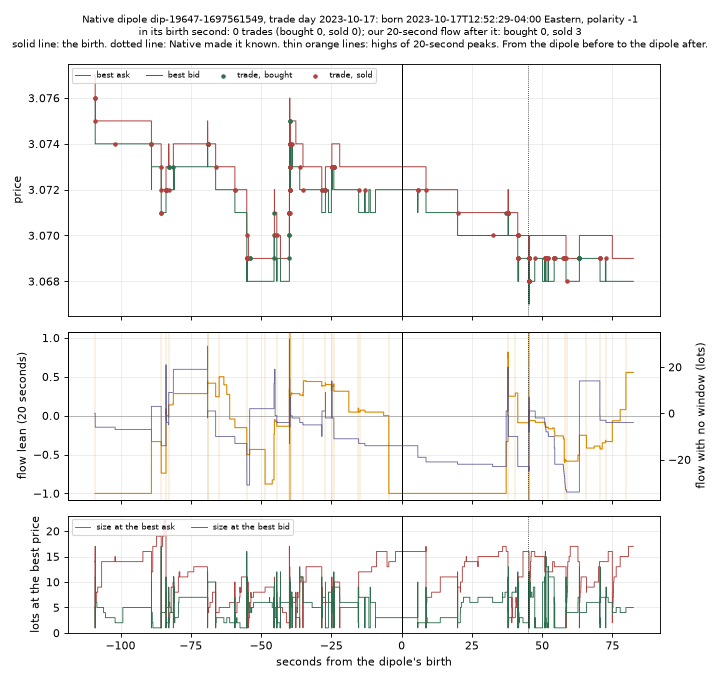 Native dipole dip-19647-1697561549, trade day 2023-10-17: born 2023-10-17T12:52:29-04:00 Eastern, polarity -1
in its birth second: 0 trades (bought 0, sold 0); our 20-second flow after it: bought 0, sold 3
solid line: the birth. dotted line: Native made it known. thin orange lines: highs of 20-second peaks. From the dipole before to the dipole after.
best ask best bid trade, bought trade, sold
3.076
3.074
3.072
3.070
3.068
price
1.0
0.5
0.0
−0.5
−1.0
flow lean (20 seconds)
20
0
−20
flow with no window (lots)
size at the best ask size at the best bid
20
15
10
5
0
lots at the best price
−100 −75 −50 −25 0 25 50 75
seconds from the dipole's birth